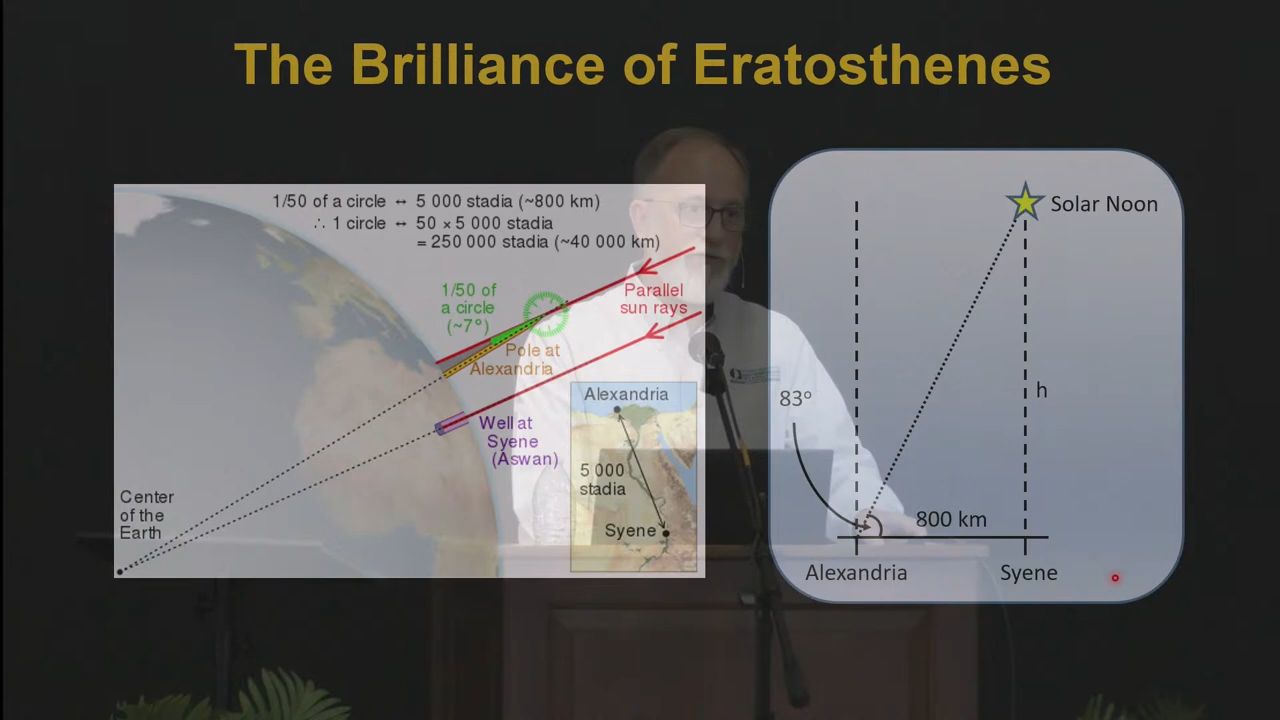 The Brilliance of Eratosthenes
1/50 of a circle ↔ 5 000 stadia (~800 km)
∴ 1 circle ↔ 50 × 5 000 stadia
= 250 000 stadia (~40 000 km)
1/50 of
a circle
(~7°)
Parallel
sun rays
Pole at
Alexandria
Well at
Syene
(Aswan)
Center
of the
Earth
Alexandria
5 000
stadia
Syene
Solar Noon
83º
h
800 km
Alexandria
Syene